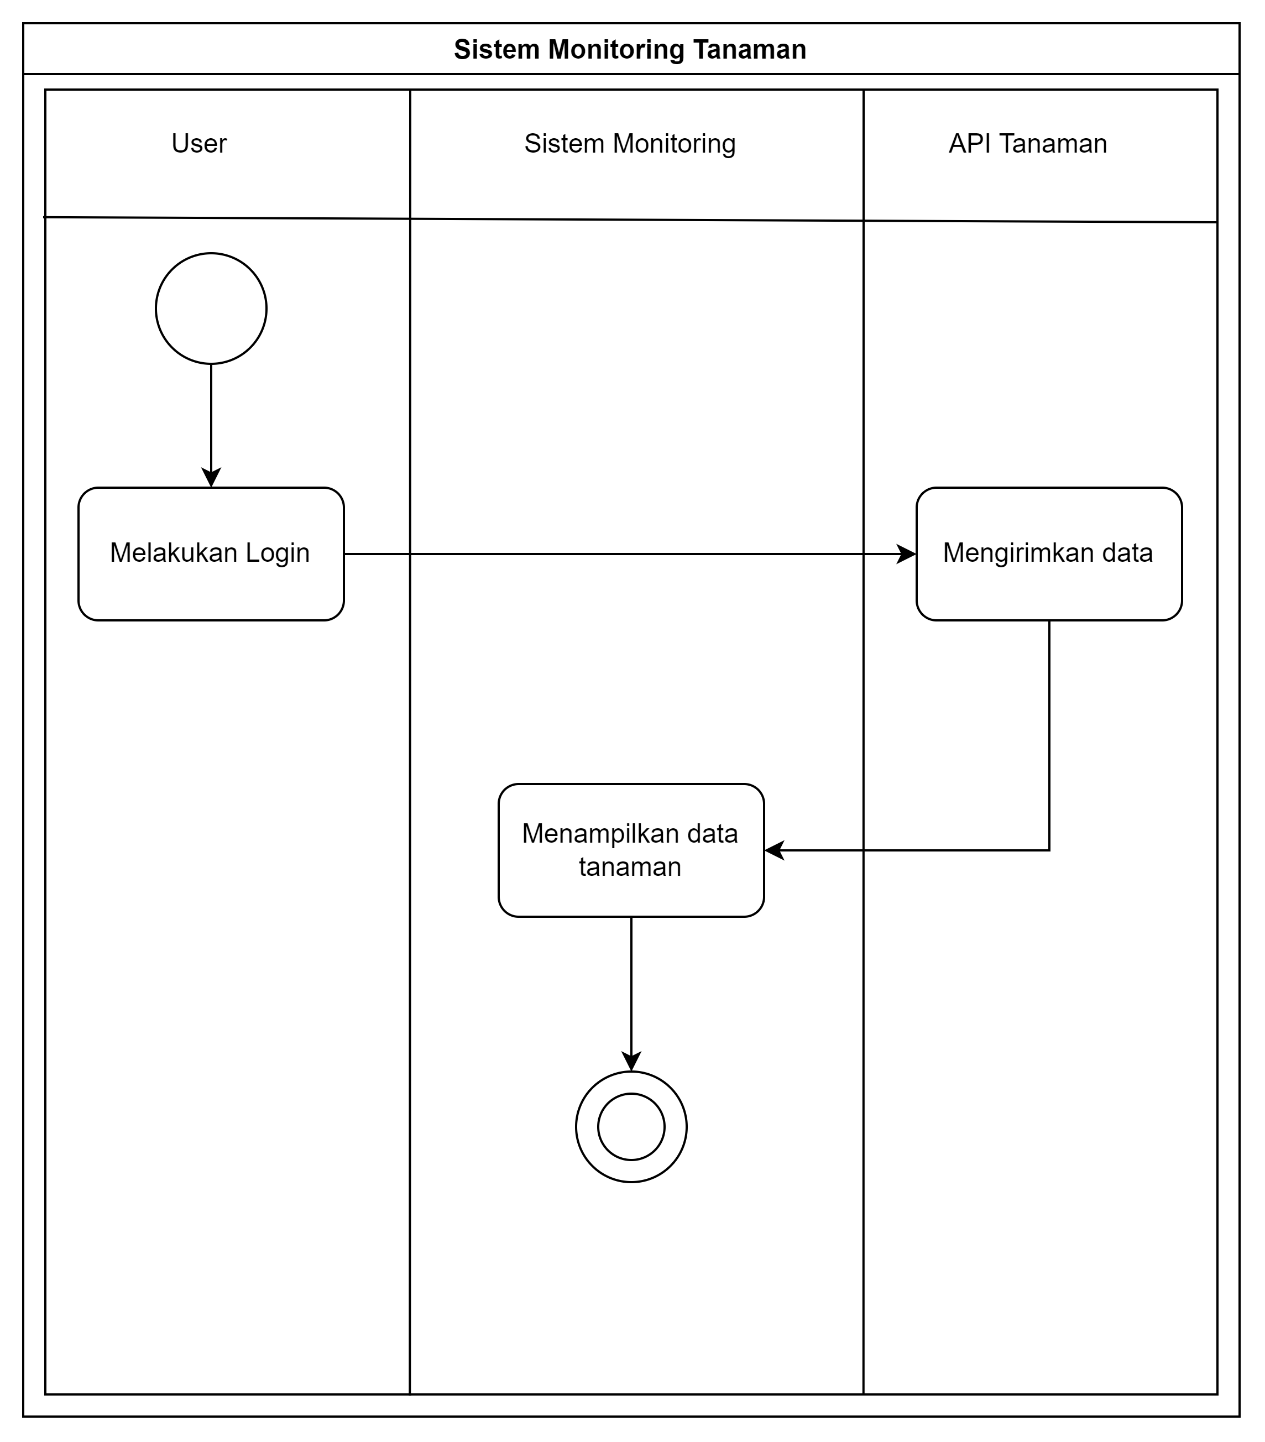 Sistem Monitoring Tanaman
User
Sistem Monitoring
API Tanaman
Melakukan Login
Mengirimkan data
Menampilkan data
tanaman